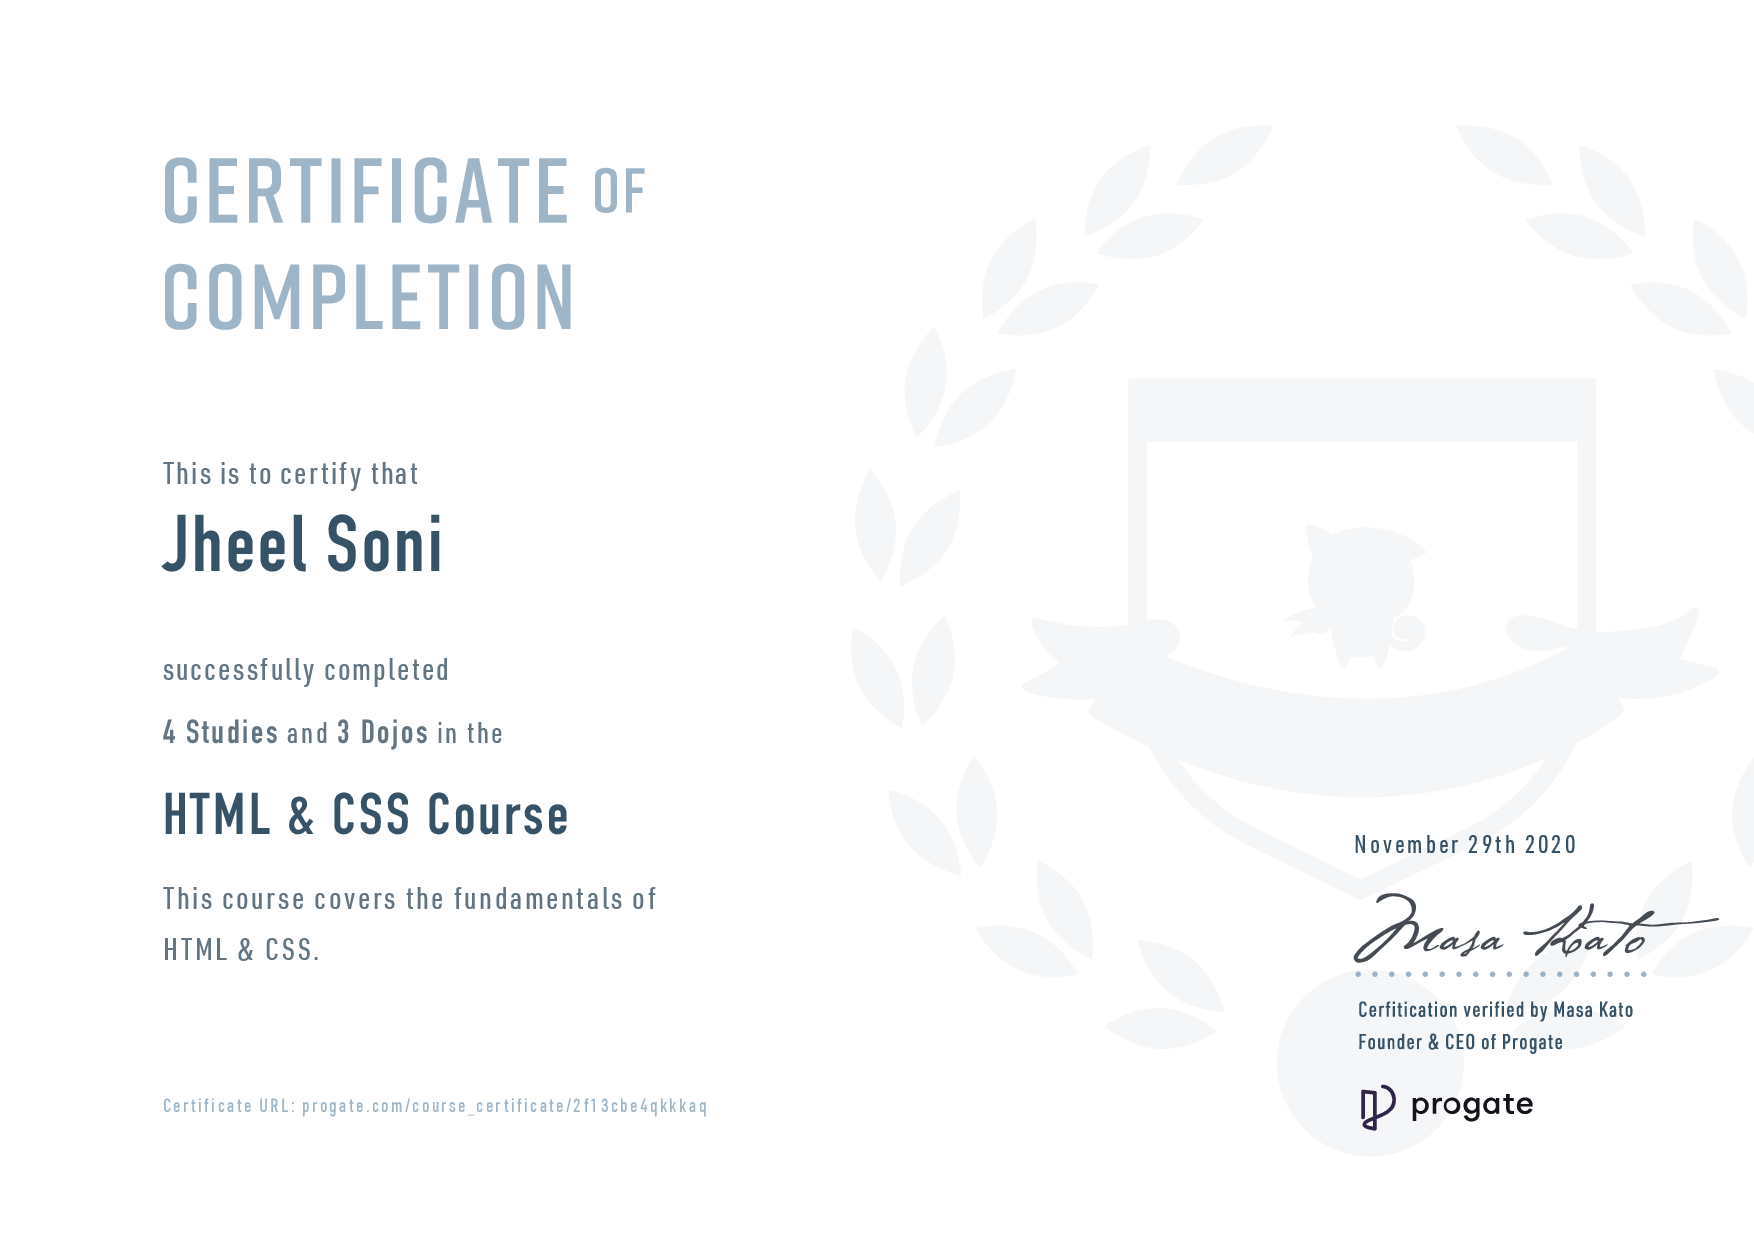 CERTIFICATE OF
COMPLETION
This is to certify that
Jheel Soni
successfully completed
4 Studies and 3 Dojos in the
HTML & CSS Course
This course covers the fundamentals of
HTML & CSS.
November 29th 2020
Masa Kato
Cerfitication verified by Masa Kato
Founder & CEO of Progate
Certificate URL: progate.com/course_certificate/2f13cbe4qkkkaq
progate